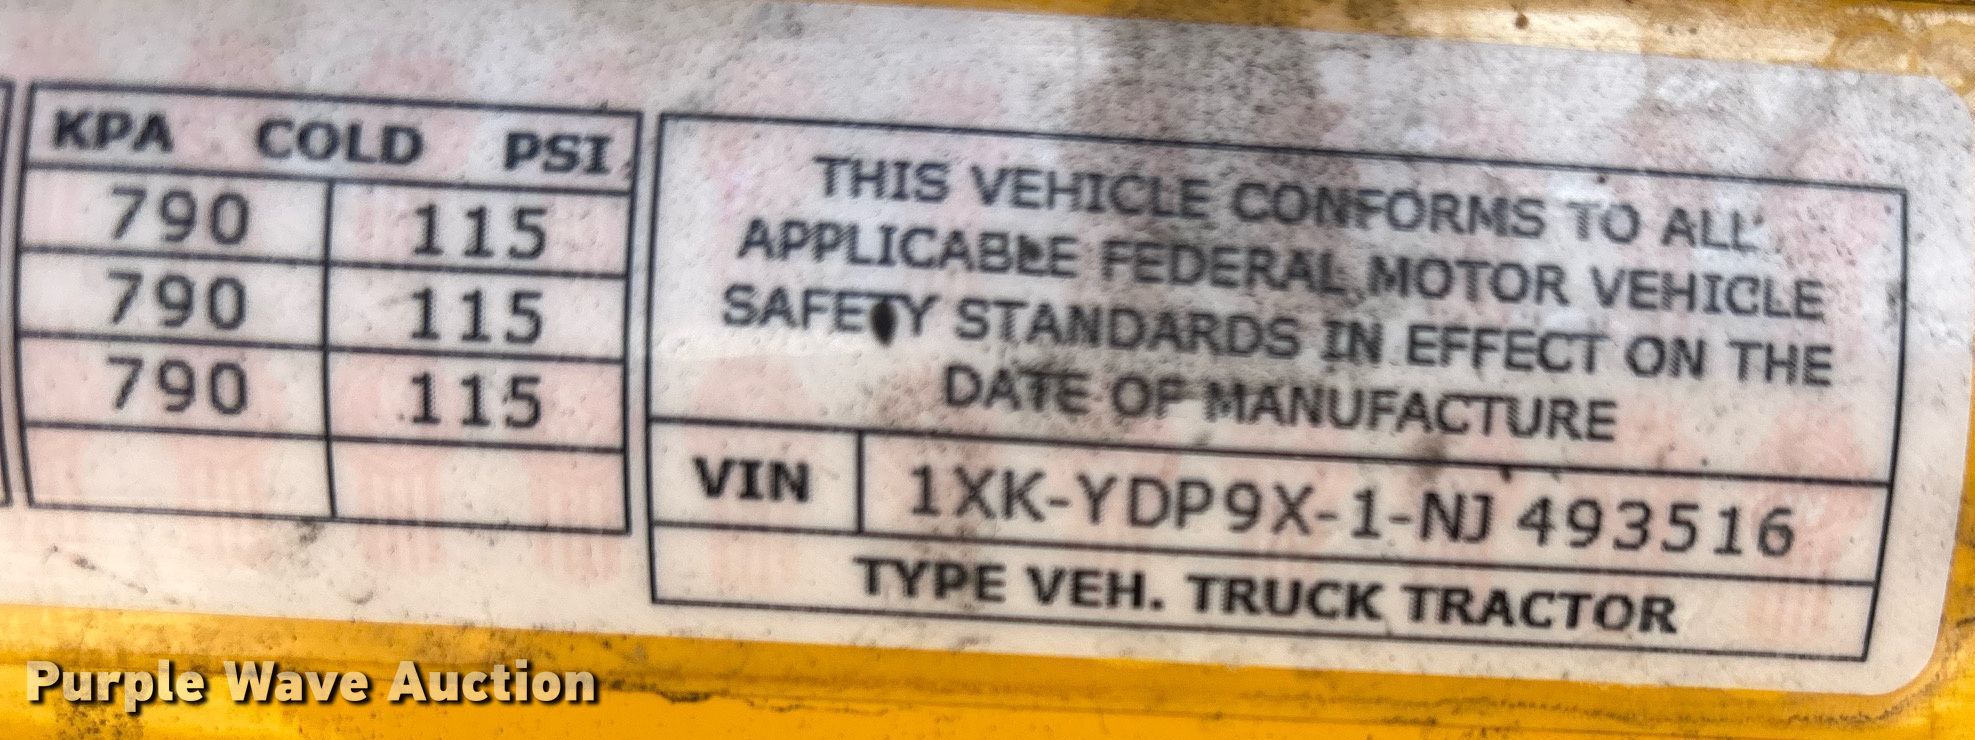 KPA COLD PSI
790 115
790 115
790 115
THIS VEHICLE CONFORMS TO ALL
APPLICABLE FEDERAL MOTOR VEHICLE
SAFETY STANDARDS IN EFFECT ON THE
DATE OF MANUFACTURE
VIN 1XK-YDP9X-1-NJ 493516
TYPE VEH. TRUCK TRACTOR
Purple Wave Auction